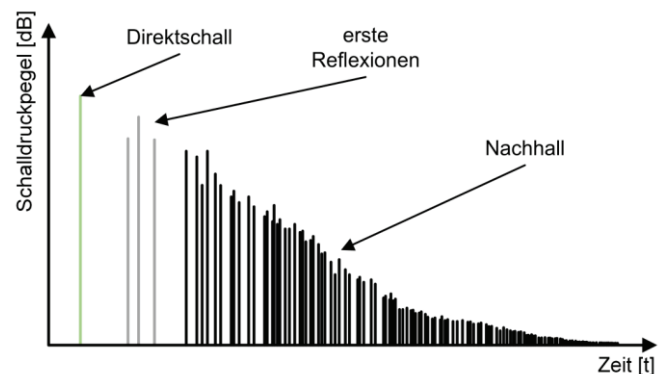 Schalldruckpegel [dB]
Direktschall
erste
Reflexionen
Nachhall
Zeit [t]